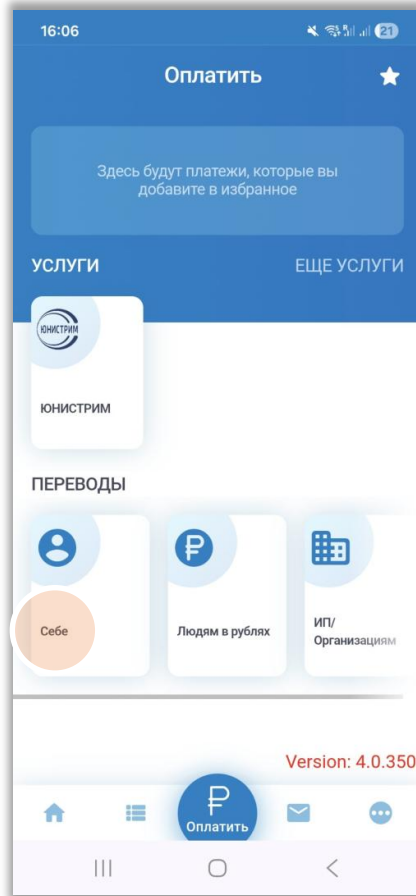 16:06
21
Оплатить
Здесь будут платежи, которые вы
добавите в избранное
УСЛУГИ
ЕЩЕ УСЛУГИ
ЮНИСТРИМ
ЮНИСТРИМ
ПЕРЕВОДЫ
Себе
Людям в рублях
ИП/
Организациям
Version: 4.0.350
Оплатить